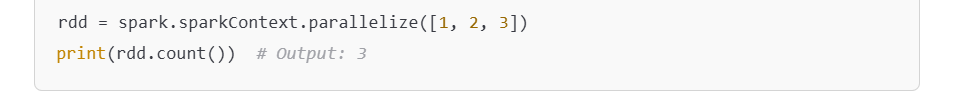 rdd = spark.sparkContext.parallelize([1, 2, 3])
print(rdd.count())  # Output: 3